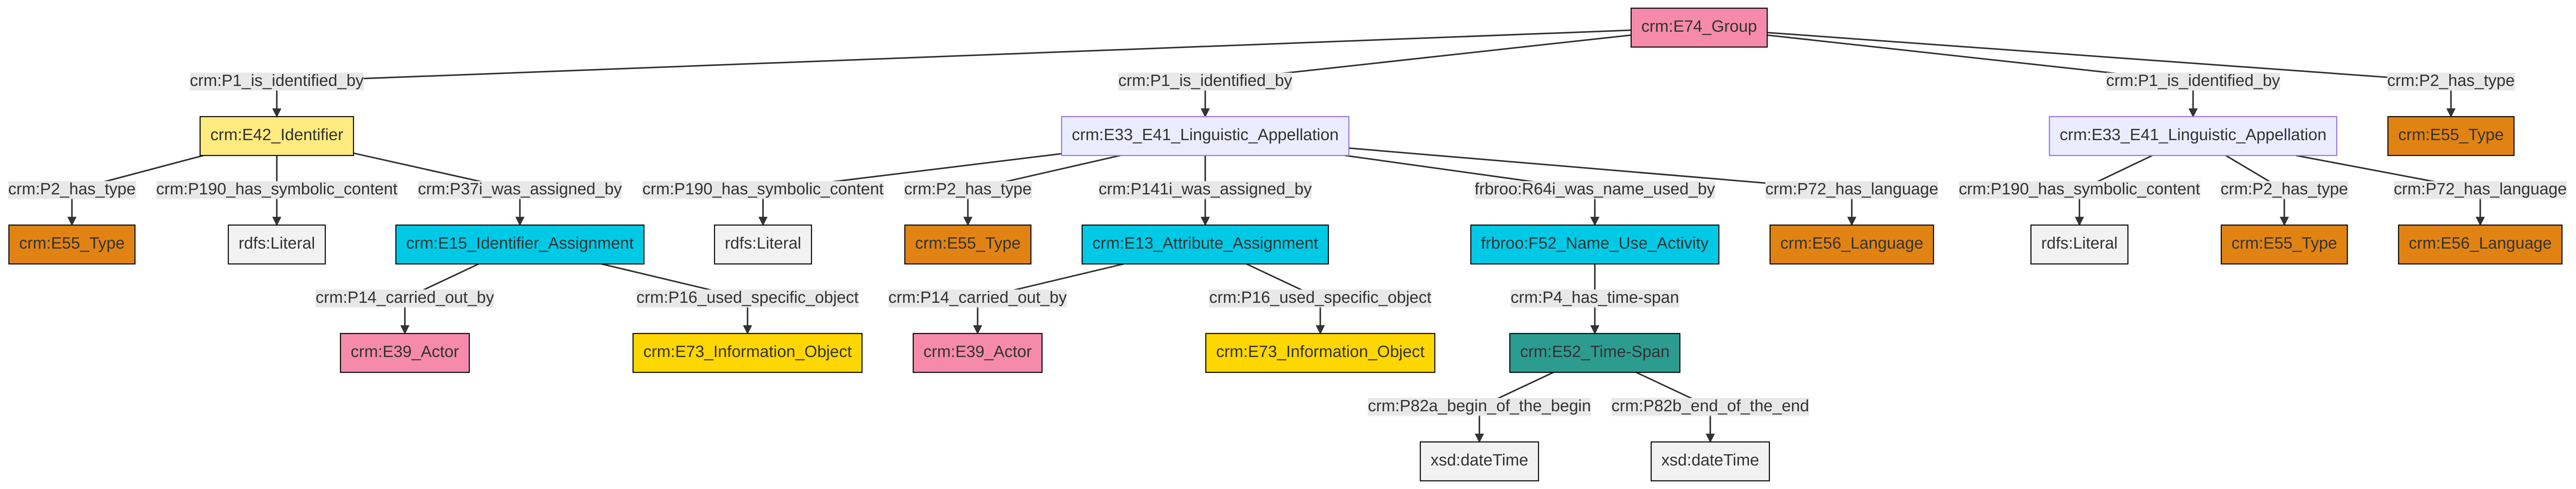 crm:E74_Group
crm:P1_is_identified_by
crm:P1_is_identified_by
crm:P1_is_identified_by
crm:P2_has_type
crm:E42_Identifier
crm:E33_E41_Linguistic_Appellation
crm:E33_E41_Linguistic_Appellation
crm:E55_Type
crm:P2_has_type
crm:P190_has_symbolic_content
crm:P37i_was_assigned_by
crm:P190_has_symbolic_content
crm:P2_has_type
crm:P141i_was_assigned_by
frbroo:R64i_was_name_used_by
crm:P72_has_language
crm:P190_has_symbolic_content
crm:P2_has_type
crm:P72_has_language
crm:E55_Type
rdfs:Literal
crm:E15_Identifier_Assignment
rdfs:Literal
crm:E55_Type
crm:E13_Attribute_Assignment
frbroo:F52_Name_Use_Activity
crm:E56_Language
rdfs:Literal
crm:E55_Type
crm:E56_Language
crm:P14_carried_out_by
crm:P16_used_specific_object
crm:P14_carried_out_by
crm:P16_used_specific_object
crm:P4_has_time-span
crm:E39_Actor
crm:E73_Information_Object
crm:E39_Actor
crm:E73_Information_Object
crm:E52_Time-Span
crm:P82a_begin_of_the_begin
crm:P82b_end_of_the_end
xsd:dateTime
xsd:dateTime